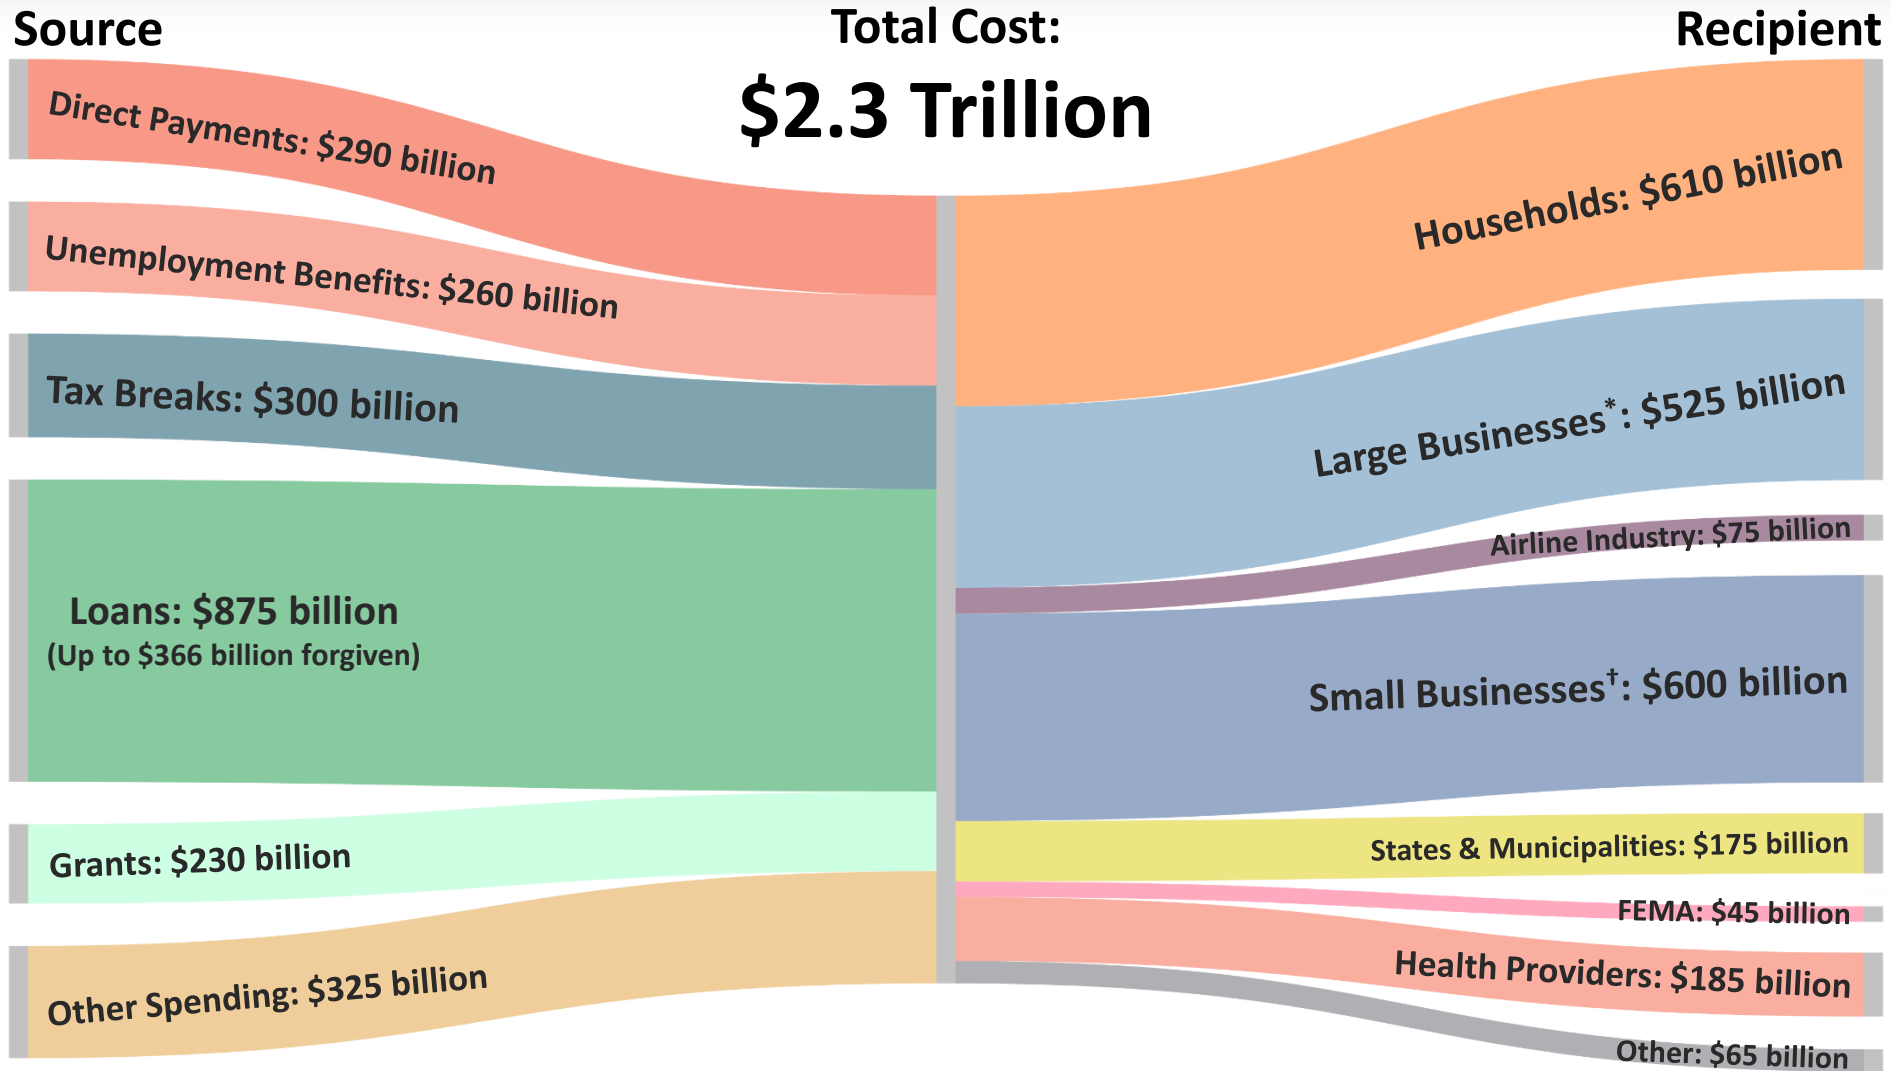 Source
Total Cost:
$2.3 Trillion
Recipient
Direct Payments: $290 billion
Unemployment Benefits: $260 billion
Tax Breaks: $300 billion
Loans: $875 billion
(Up to $366 billion forgiven)
Grants: $230 billion
Other Spending: $325 billion
Households: $610 billion
Large Businesses*: $525 billion
Airline Industry: $75 billion
Small Businesses†: $600 billion
States & Municipalities: $175 billion
FEMA: $45 billion
Health Providers: $185 billion
Other: $65 billion